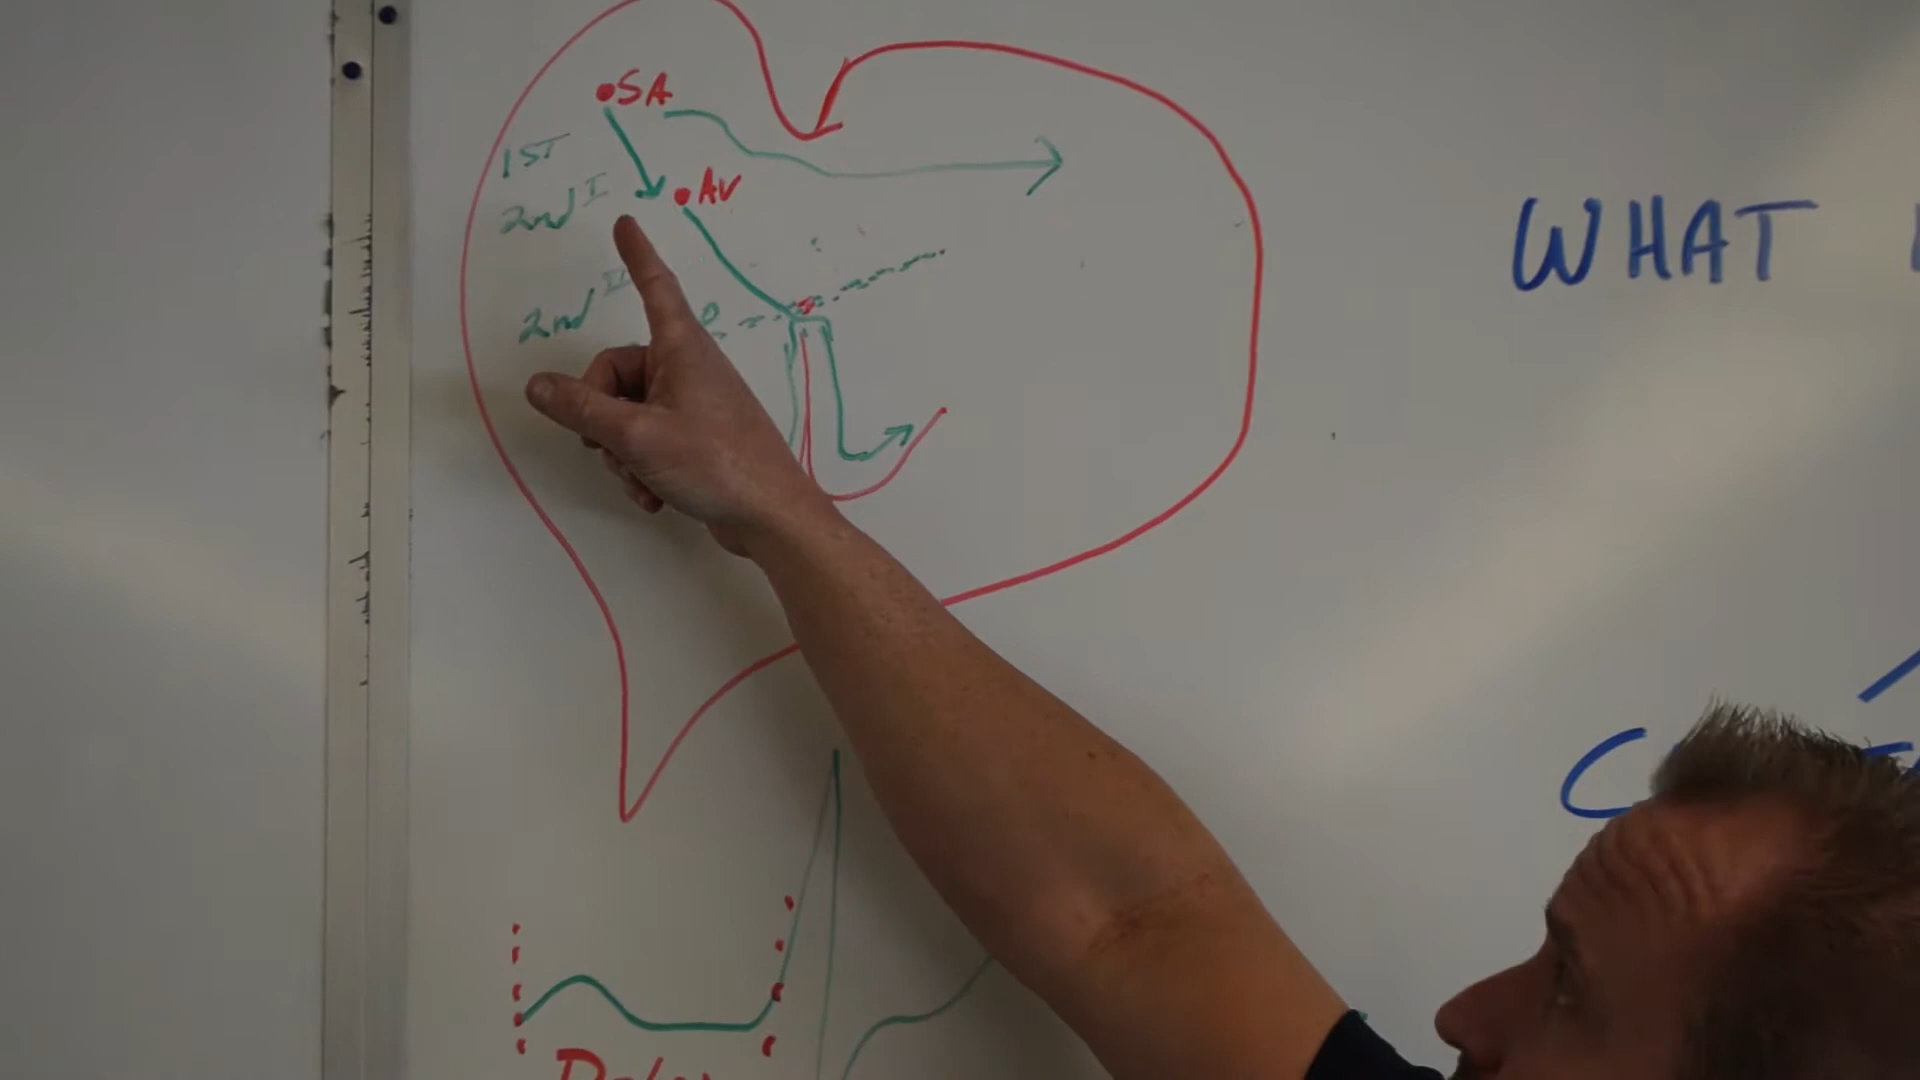 SA
1ST
AV
2nd I
2nd II
WHAT